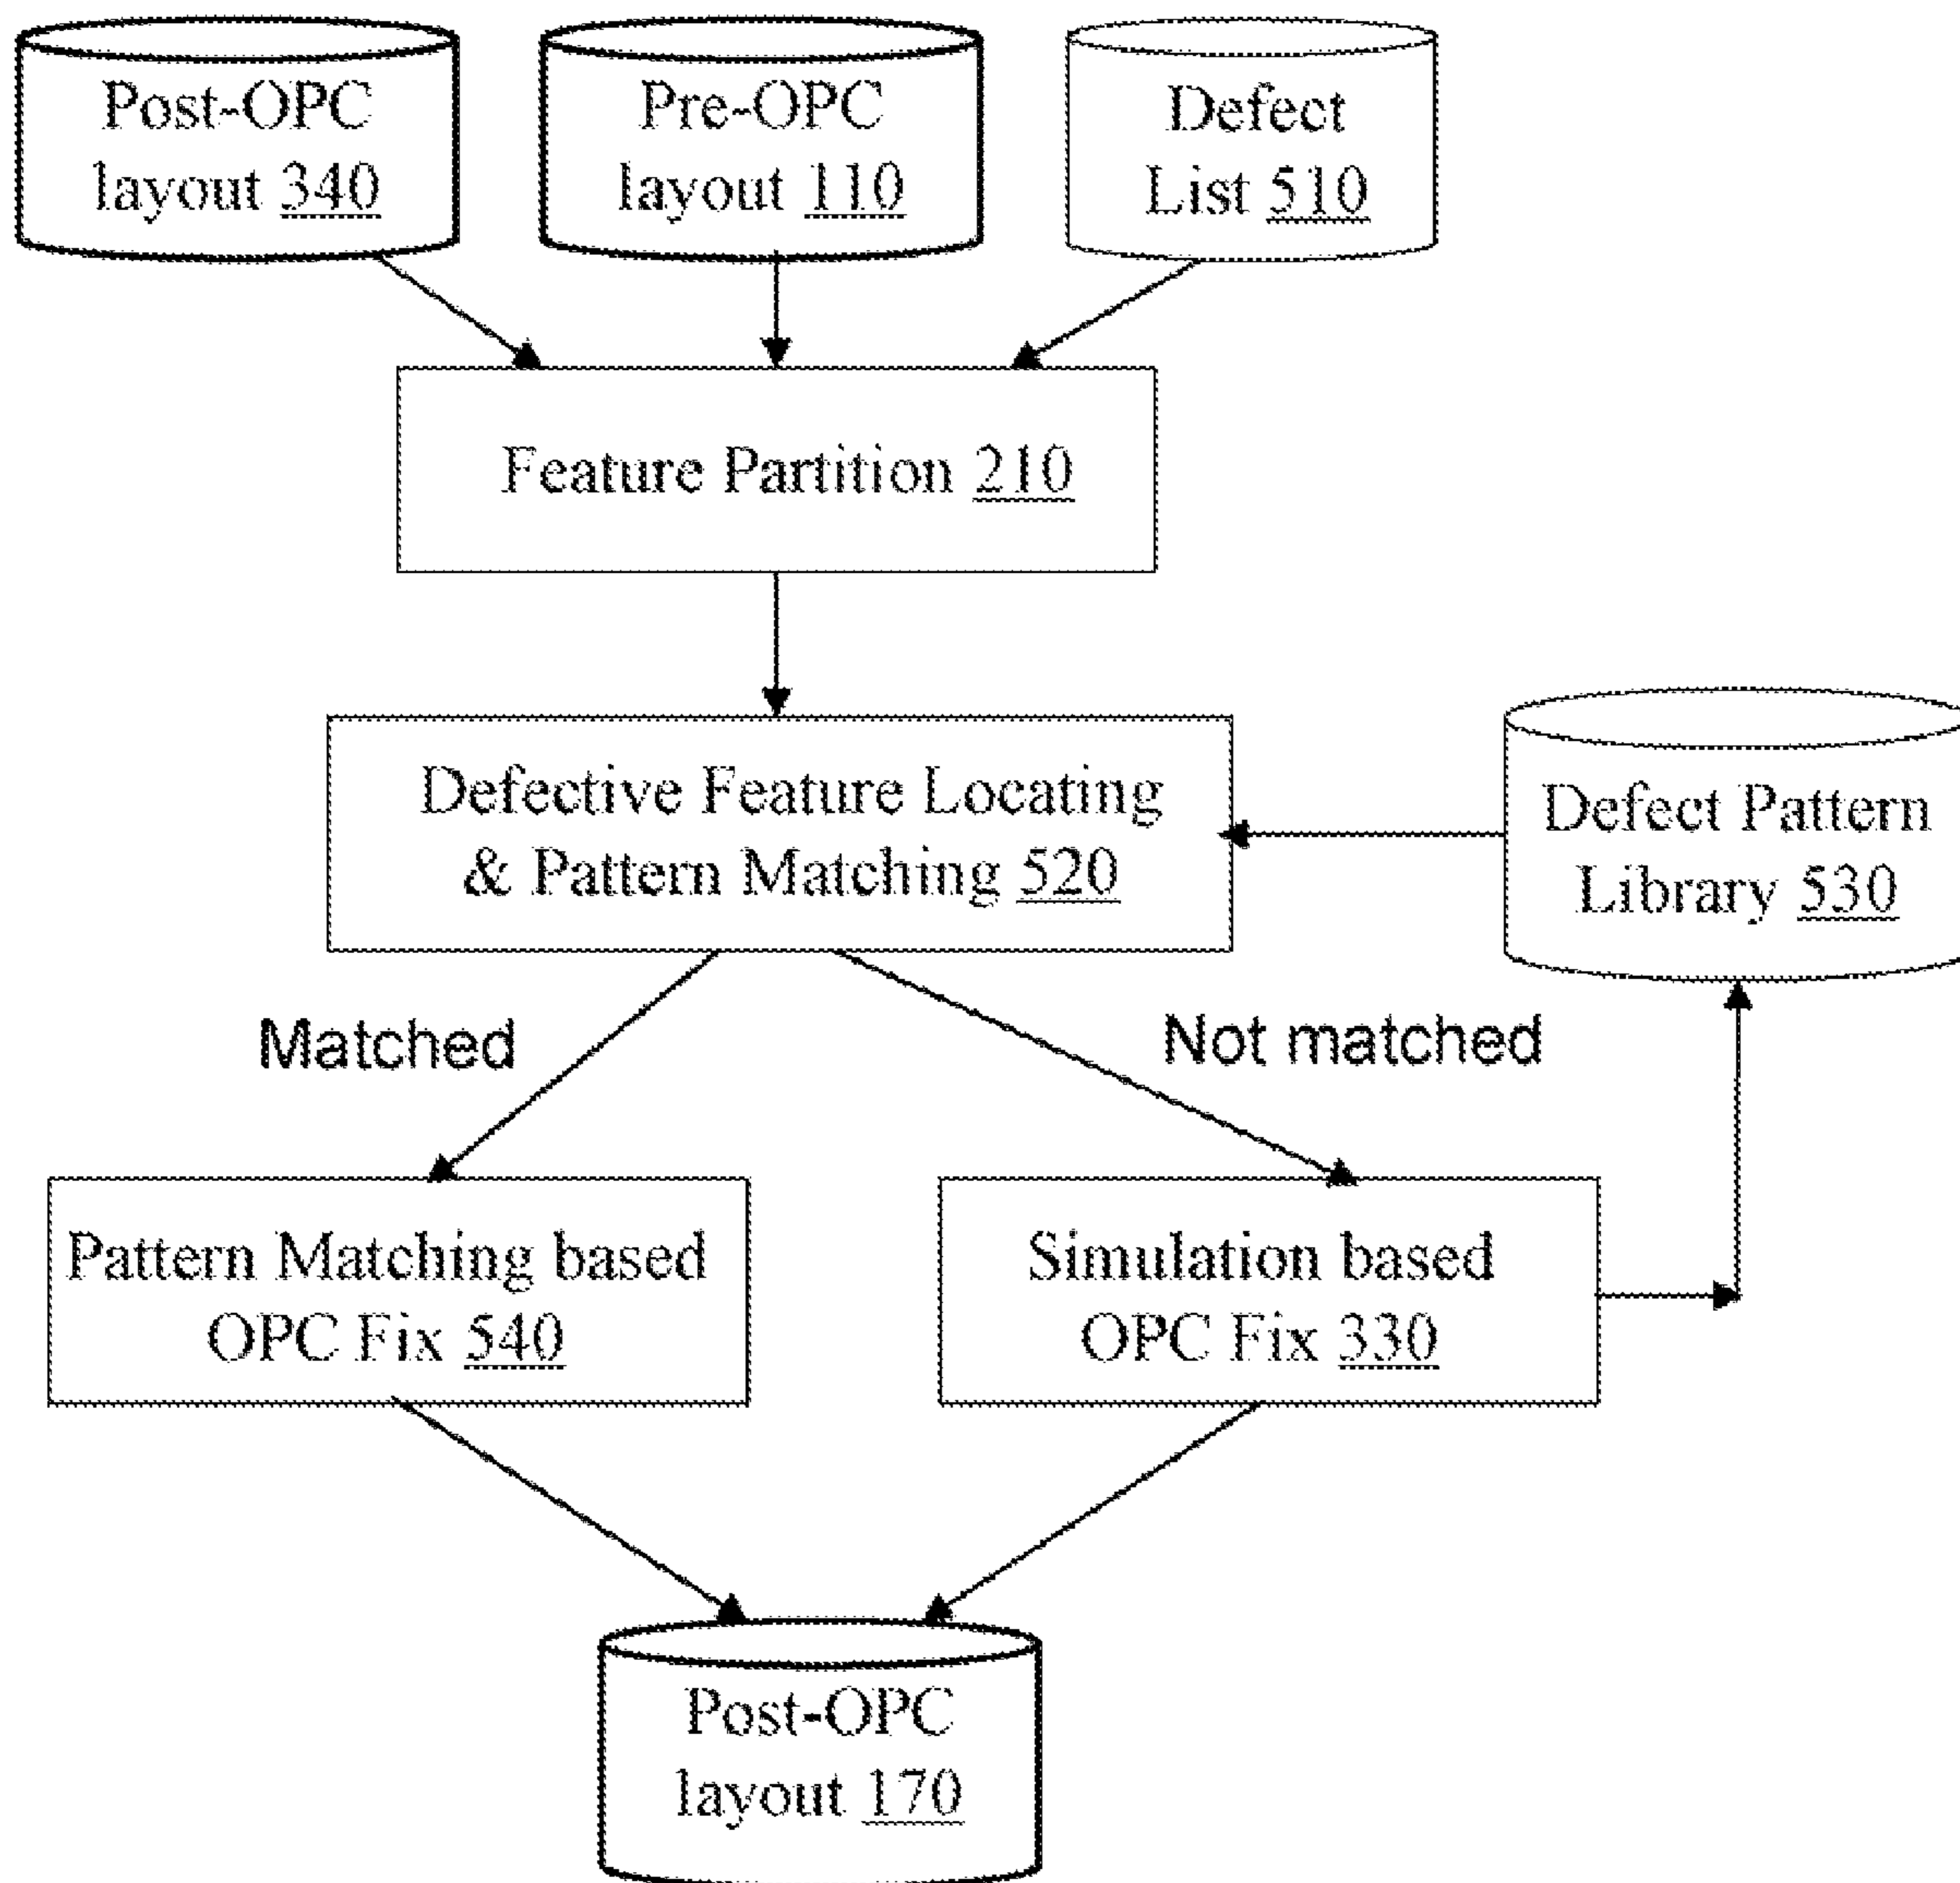 Post-OPC
layout 340
Pre-OPC
layout 110
Defect
List 510
Feature Partition 210
Defective Feature Locating
& Pattern Matching 520
Defect Pattern
Library 530
Matched
Not matched
Pattern Matching based
OPC Fix 540
Simulation based
OPC Fix 330
Post-OPC
layout 170